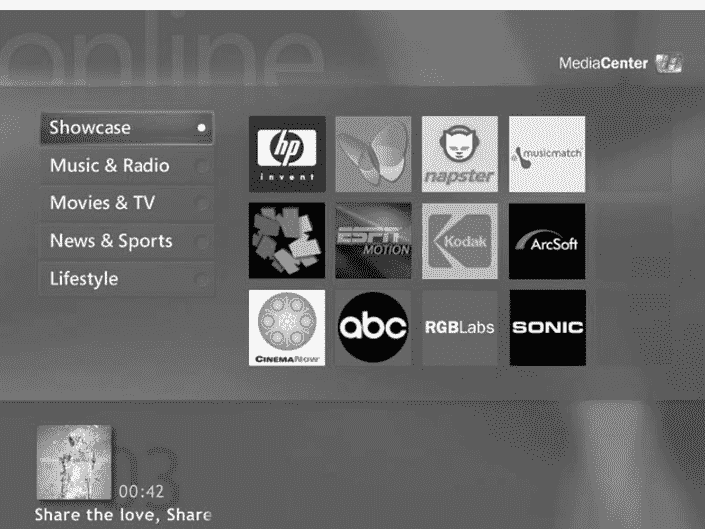 online
MediaCenter
Showcase
Music & Radio
Movies & TV
News & Sports
Lifestyle
hp
invent
napster
musicmatch
ESPN
MOTION
Kodak
ArcSoft
CINEMANOW
abc
RGBLabs
SONIC
03
00:42
Share the love, Share